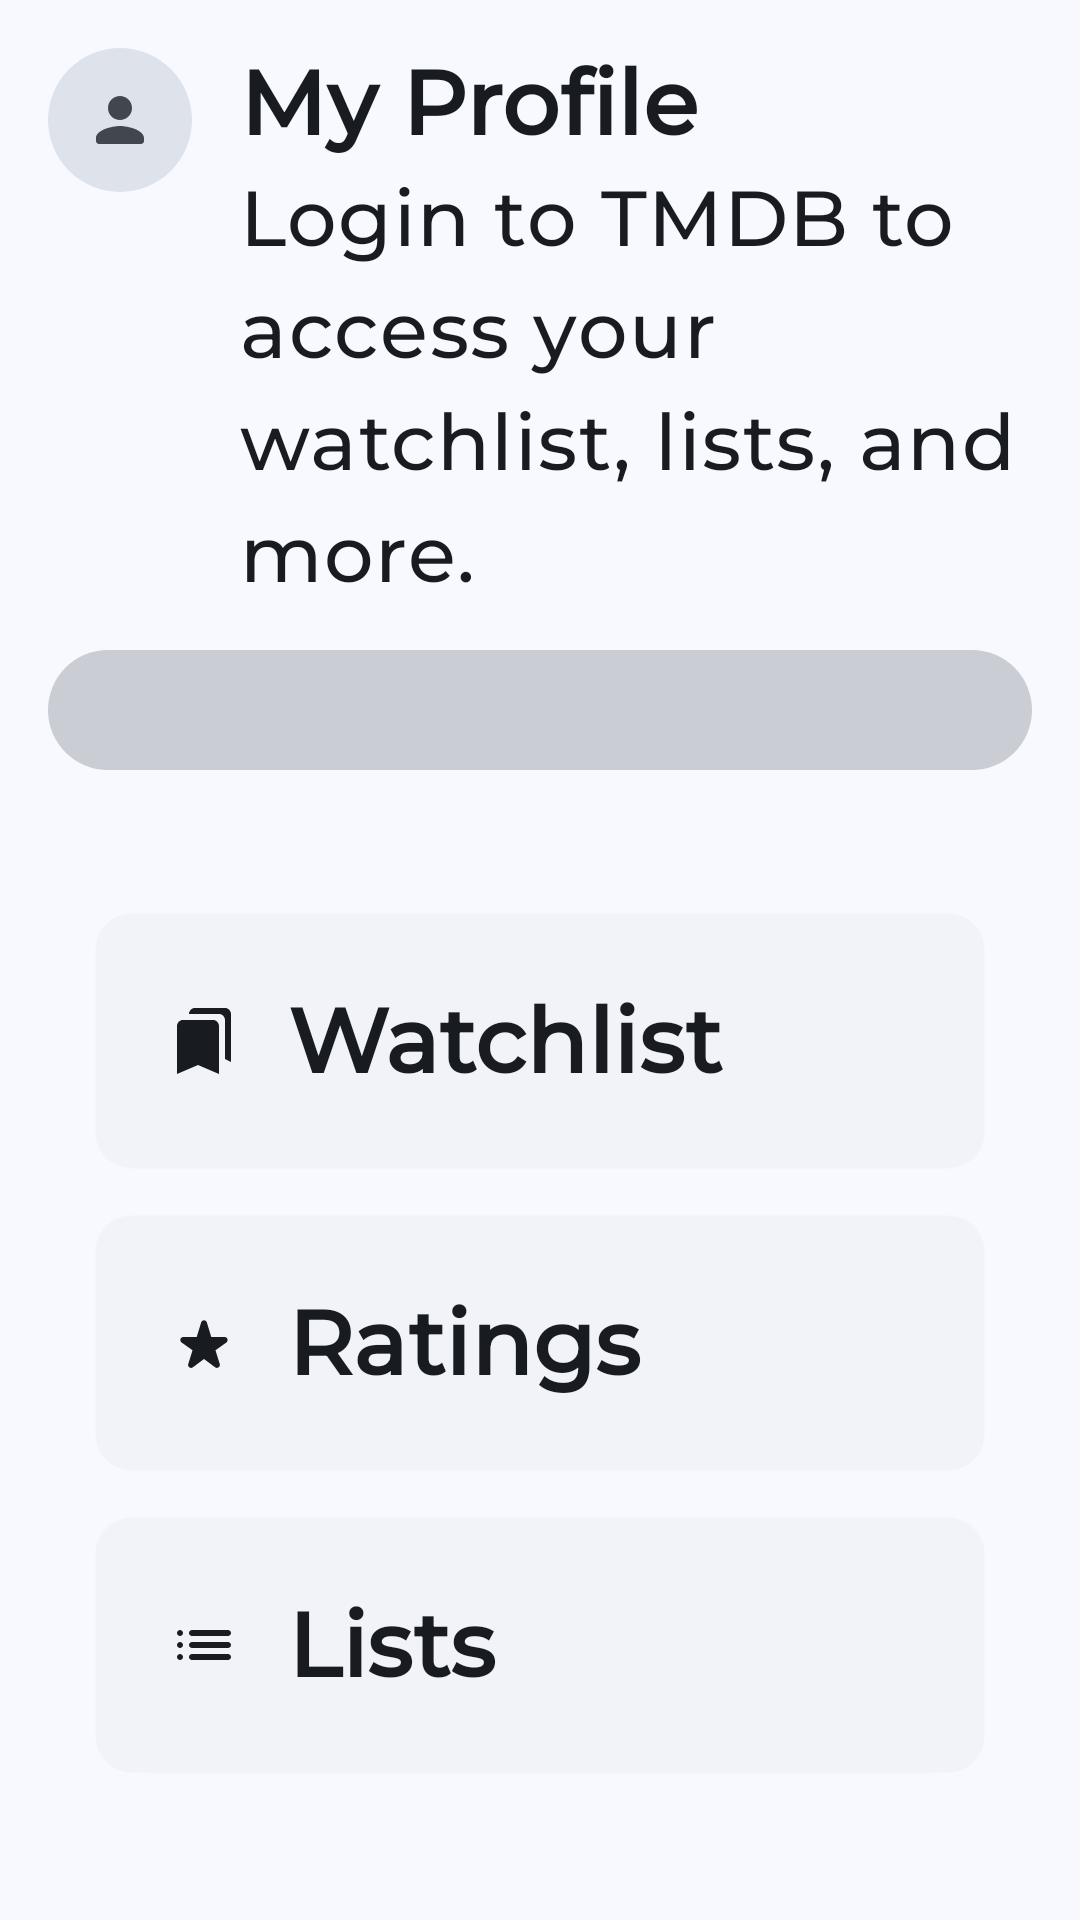 My Profile
Login to TMDB to
access your
watchlist, lists, and
more.
Watchlist
Ratings
Lists